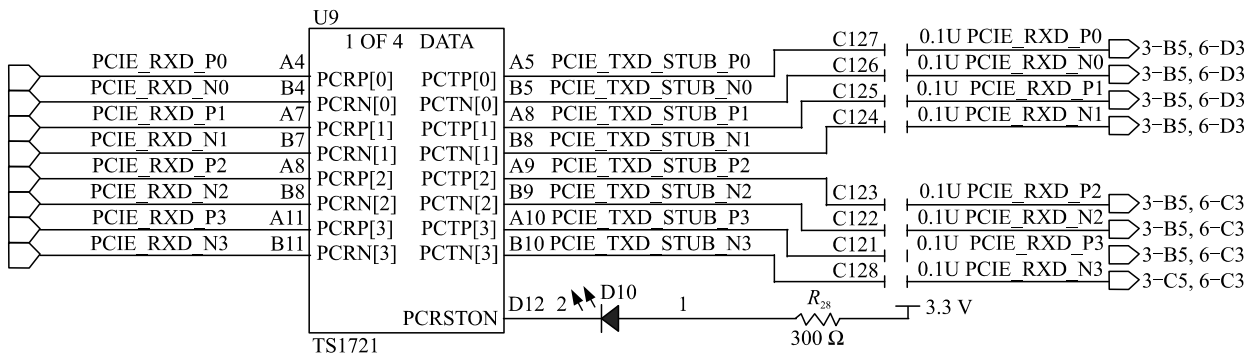 U9
1 OF 4 DATA
PCIE_RXD_P0 A4 PCRP[0] PCTP[0] A5 PCIE_TXD_STUB_P0 C127 0.1U PCIE_RXD_P0 3-B5, 6-D3
PCIE_RXD_N0 B4 PCRN[0] PCTN[0] B5 PCIE_TXD_STUB_N0 C126 0.1U PCIE_RXD_N0 3-B5, 6-D3
PCIE_RXD_P1 A7 PCRP[1] PCTP[1] A8 PCIE_TXD_STUB_P1 C125 0.1U PCIE_RXD_P1 3-B5, 6-D3
PCIE_RXD_N1 B7 PCRN[1] PCTN[1] B8 PCIE_TXD_STUB_N1 C124 0.1U PCIE_RXD_N1 3-B5, 6-D3
PCIE_RXD_P2 A8 PCRP[2] PCTP[2] A9 PCIE_TXD_STUB_P2 C123 0.1U PCIE_RXD_P2 3-B5, 6-C3
PCIE_RXD_N2 B8 PCRN[2] PCTN[2] B9 PCIE_TXD_STUB_N2 C122 0.1U PCIE_RXD_N2 3-B5, 6-C3
PCIE_RXD_P3 A11 PCRP[3] PCTP[3] A10 PCIE_TXD_STUB_P3 C121 0.1U PCIE_RXD_P3 3-B5, 6-C3
PCIE_RXD_N3 B11 PCRN[3] PCTN[3] B10 PCIE_TXD_STUB_N3 C128 0.1U PCIE_RXD_N3 3-C5, 6-C3
PCRSTON D12 2 D10 1 R28 3.3 V
300 Ω
TS1721